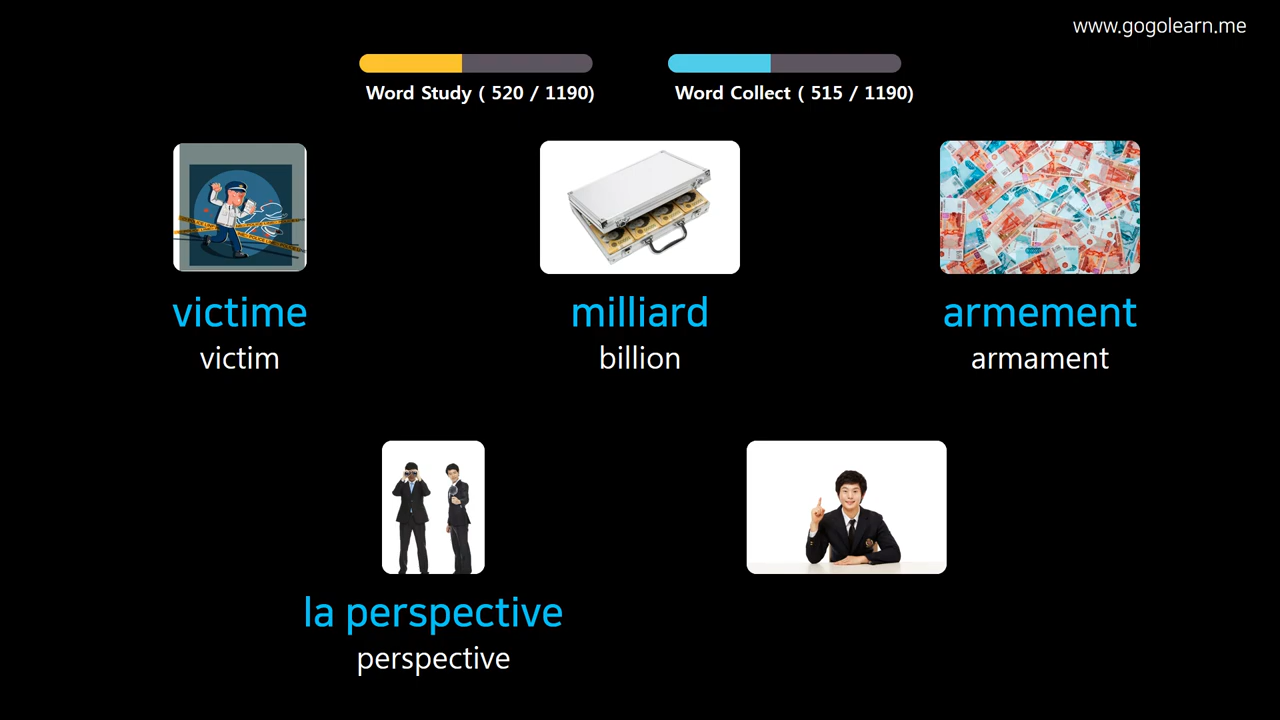 www.gogolearn.me
Word Study ( 520 / 1190)
Word Collect ( 515 / 1190)
victime
victim
milliard
billion
armement
armament
la perspective
perspective